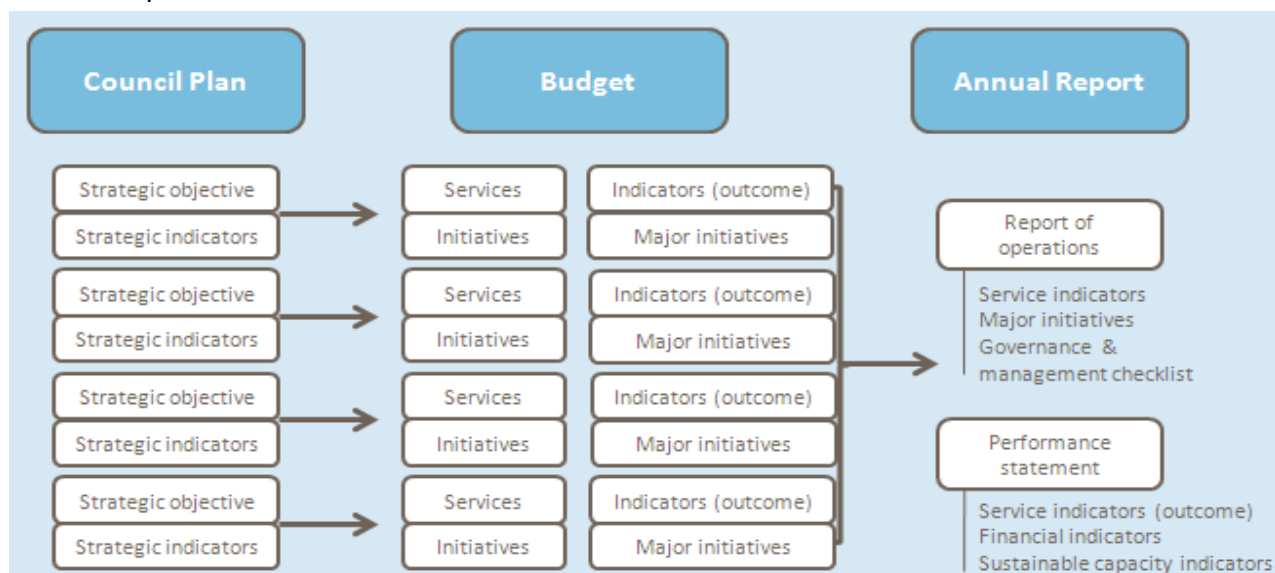 Council Plan
Budget
Annual Report
Strategic objective
Strategic indicators
Services
Initiatives
Indicators (outcome)
Major initiatives
Strategic objective
Strategic indicators
Services
Initiatives
Indicators (outcome)
Major initiatives
Strategic objective
Strategic indicators
Services
Initiatives
Indicators (outcome)
Major initiatives
Strategic objective
Strategic indicators
Services
Initiatives
Indicators (outcome)
Major initiatives
Report of
operations
Service indicators
Major initiatives
Governance &
management checklist
Performance
statement
Service indicators (outcome)
Financial indicators
Sustainable capacity indicators